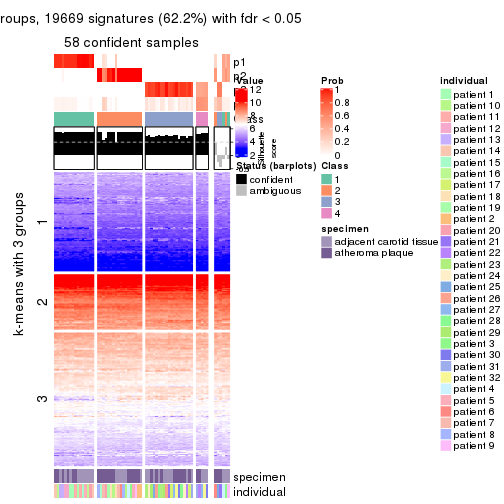 roups, 19669 signatures (62.2%) with fdr < 0.05
58 confident samples
p1
p2
Value
12
10
8
6
4
2
Prob
1
0.8
0.6
0.4
0.2
0
individual
patient 1
patient 10
patient 11
patient 12
patient 13
patient 14
patient 15
patient 16
patient 17
patient 18
patient 19
patient 2
patient 20
patient 21
patient 22
patient 23
patient 24
patient 25
patient 26
patient 27
patient 28
patient 29
patient 3
patient 30
patient 31
patient 32
patient 4
patient 5
patient 6
patient 7
patient 8
patient 9
silhouette
score
Status (barplots)
confident
ambiguous
Class
1
2
3
4
specimen
adjacent carotid tissue
atheroma plaque
k-means with 3 groups
1
2
3
specimen
individual